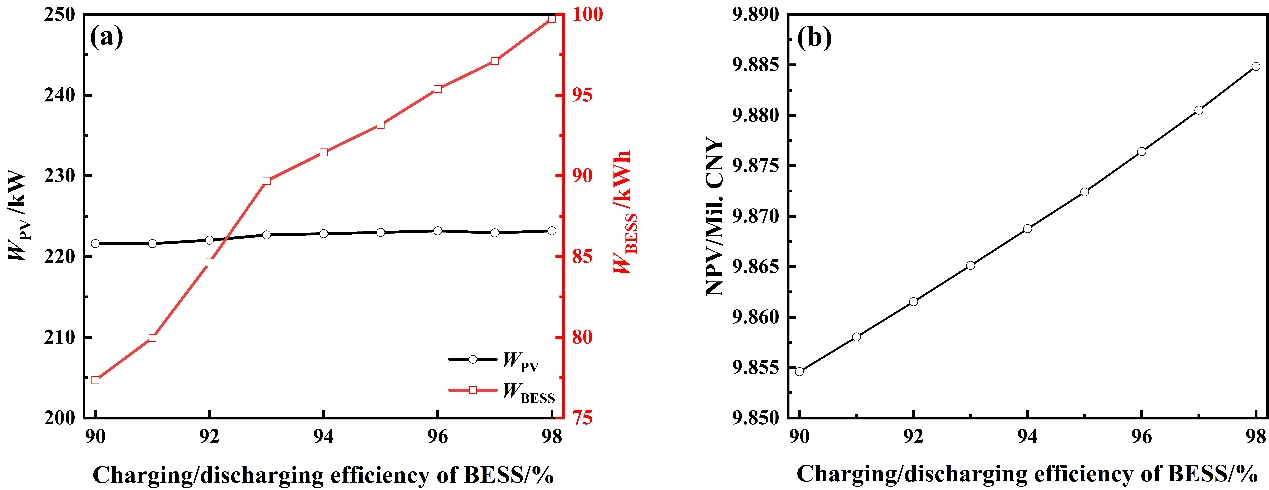 (a)
250
240
230
220
210
200
W_PV /kW
100
95
90
85
80
75
W_BESS /kWh
W_PV
W_BESS
90 92 94 96 98
Charging/discharging efficiency of BESS/%
(b)
9.890
9.885
9.880
9.875
9.870
9.865
9.860
9.855
9.850
NPV/Mil. CNY
90 92 94 96 98
Charging/discharging efficiency of BESS/%